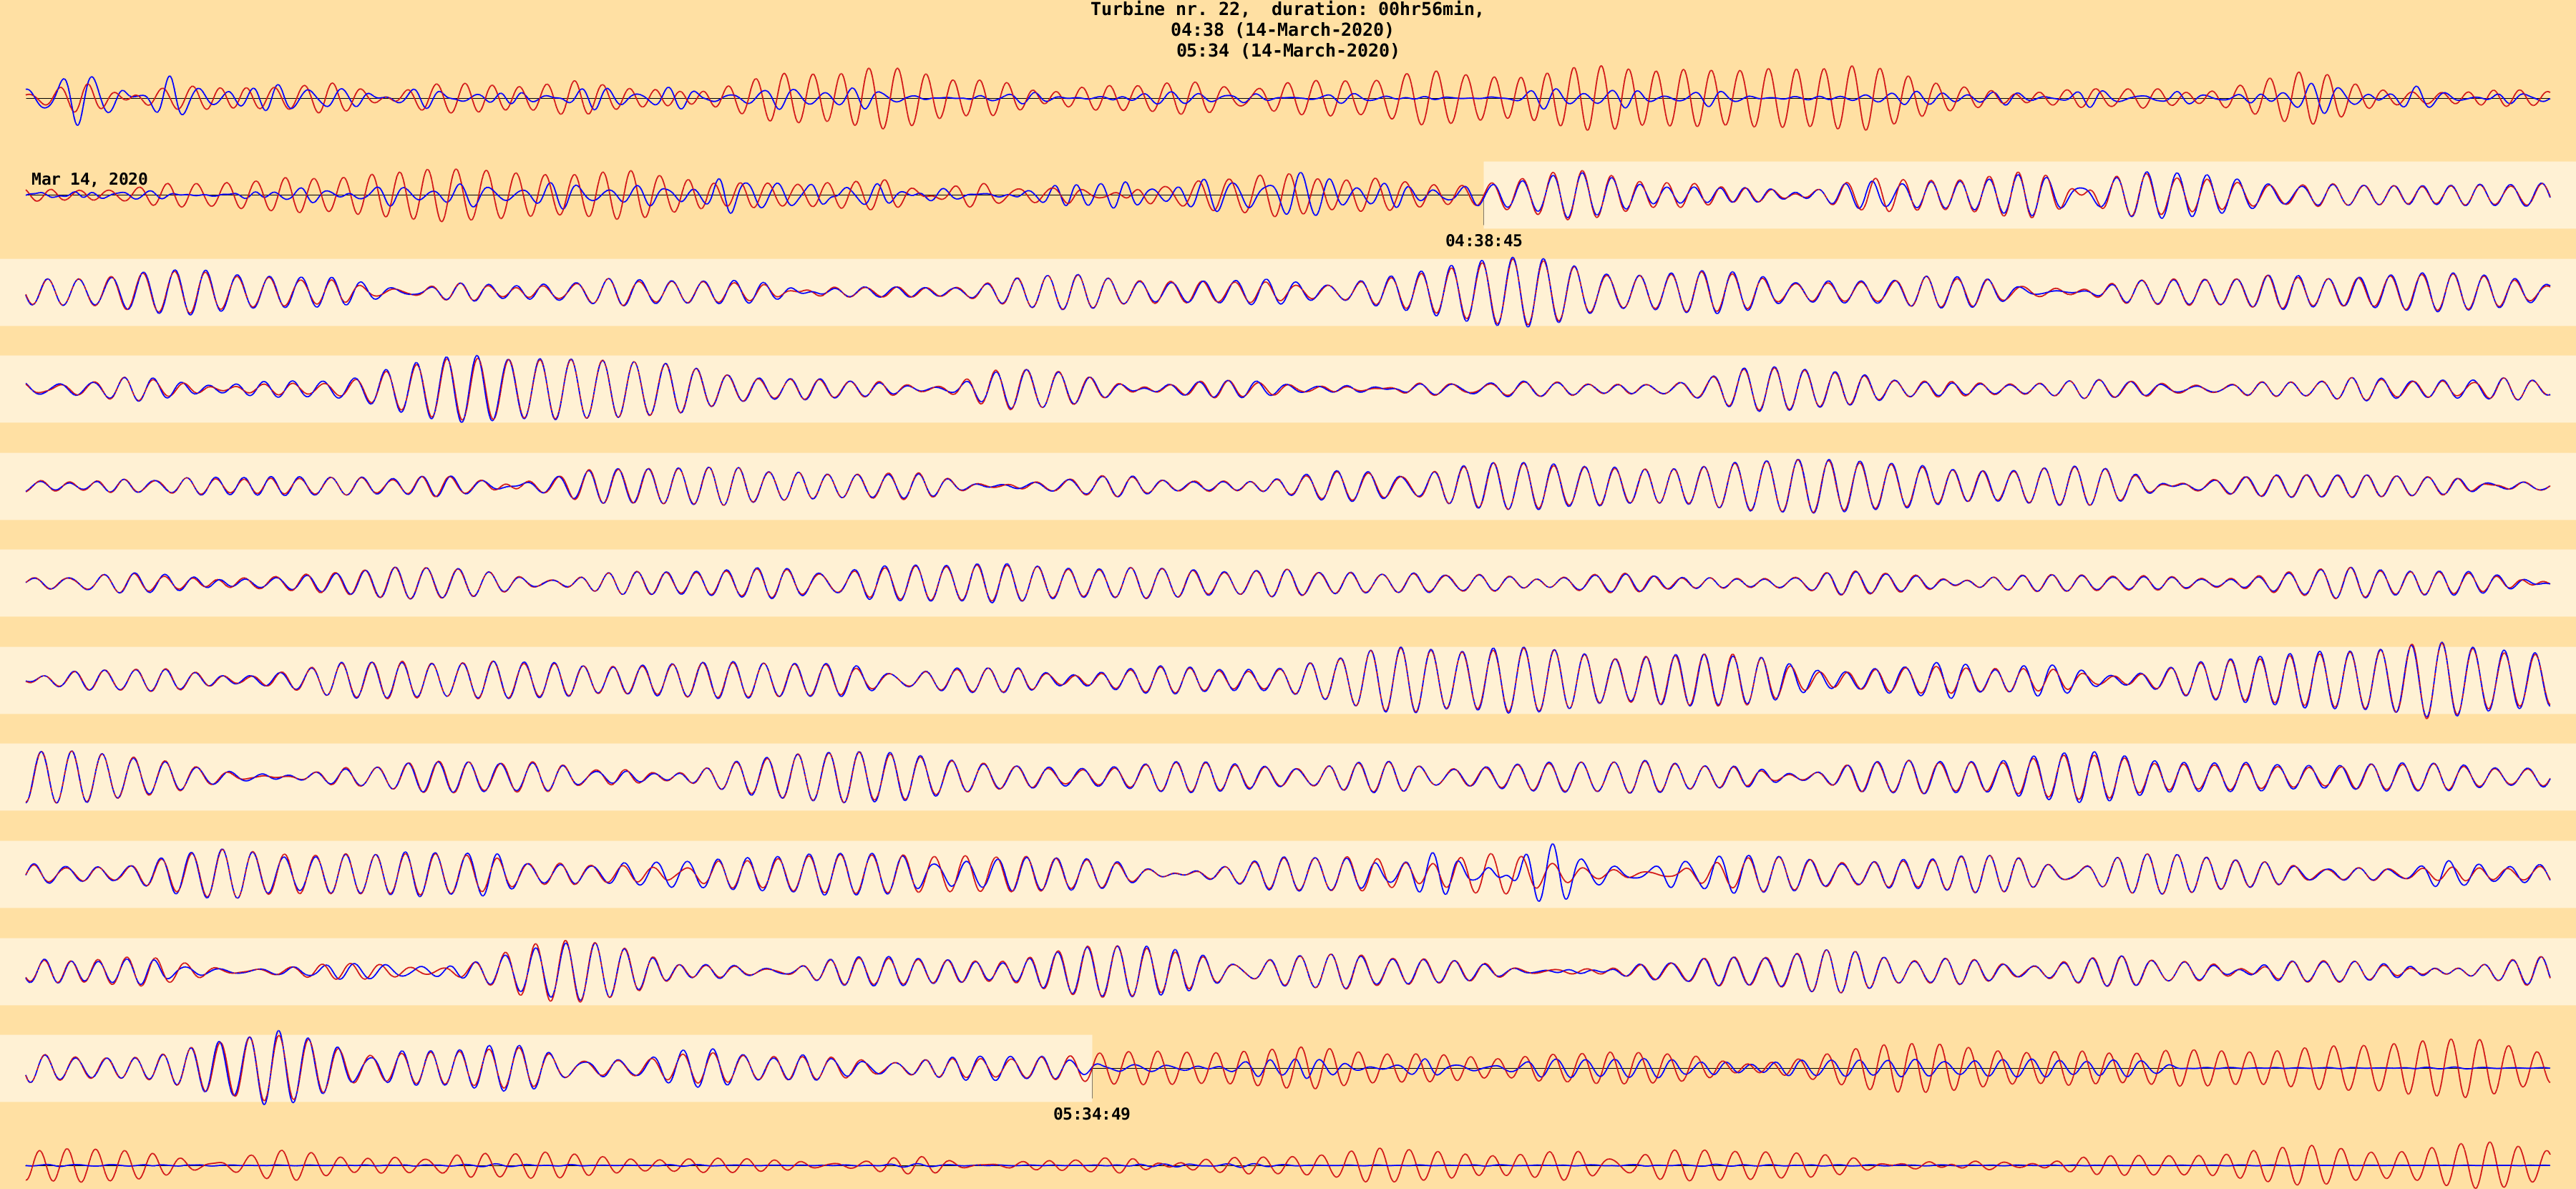 Turbine nr. 22,  duration: 00hr56min,
04:38 (14-March-2020)
05:34 (14-March-2020)
Mar 14, 2020
04:38:45
05:34:49